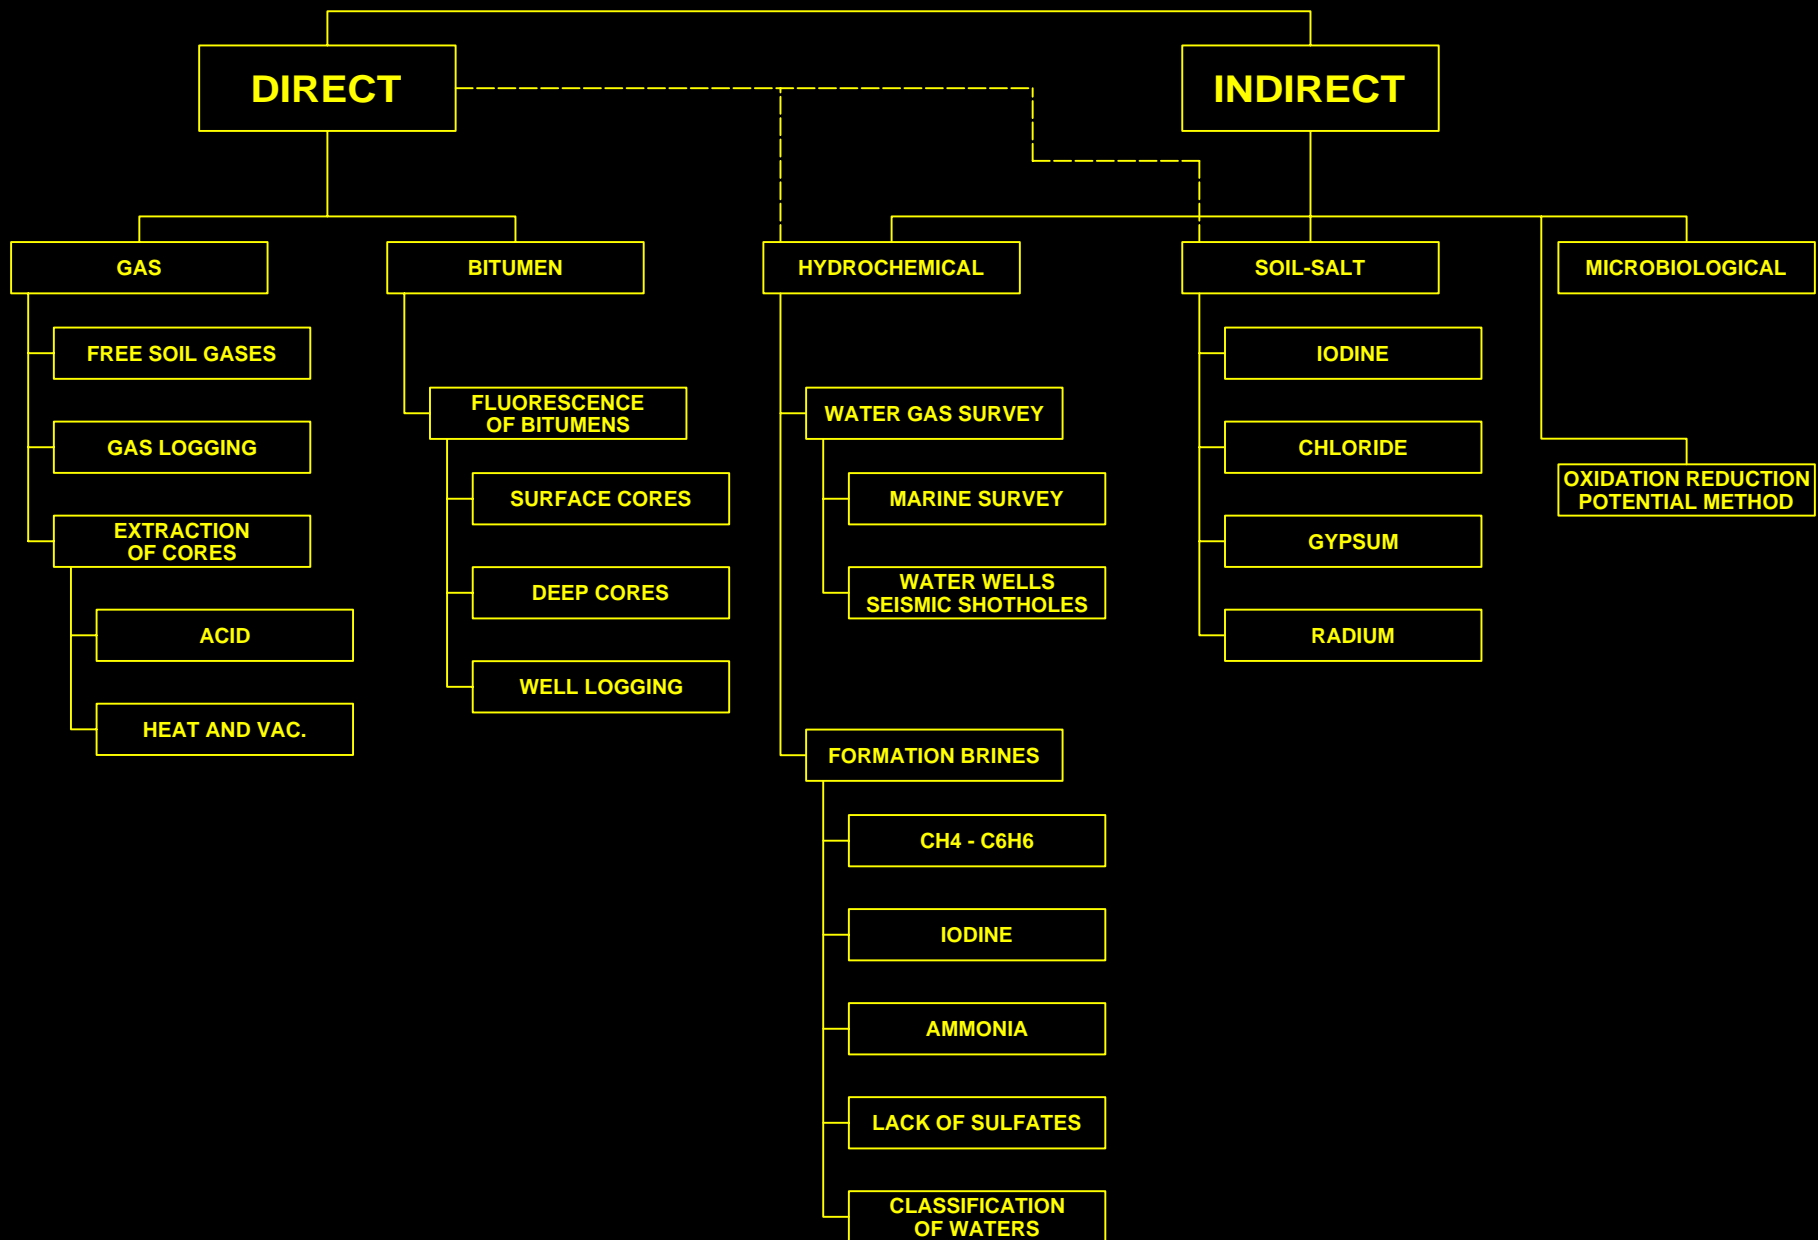 DIRECT
INDIRECT
GAS
BITUMEN
HYDROCHEMICAL
SOIL-SALT
MICROBIOLOGICAL
FREE SOIL GASES
GAS LOGGING
EXTRACTION
OF CORES
ACID
HEAT AND VAC.
FLUORESCENCE
OF BITUMENS
SURFACE CORES
DEEP CORES
WELL LOGGING
WATER GAS SURVEY
MARINE SURVEY
WATER WELLS
SEISMIC SHOTHOLES
FORMATION BRINES
CH4 - C6H6
IODINE
AMMONIA
LACK OF SULFATES
CLASSIFICATION
OF WATERS
IODINE
CHLORIDE
GYPSUM
RADIUM
OXIDATION REDUCTION
POTENTIAL METHOD